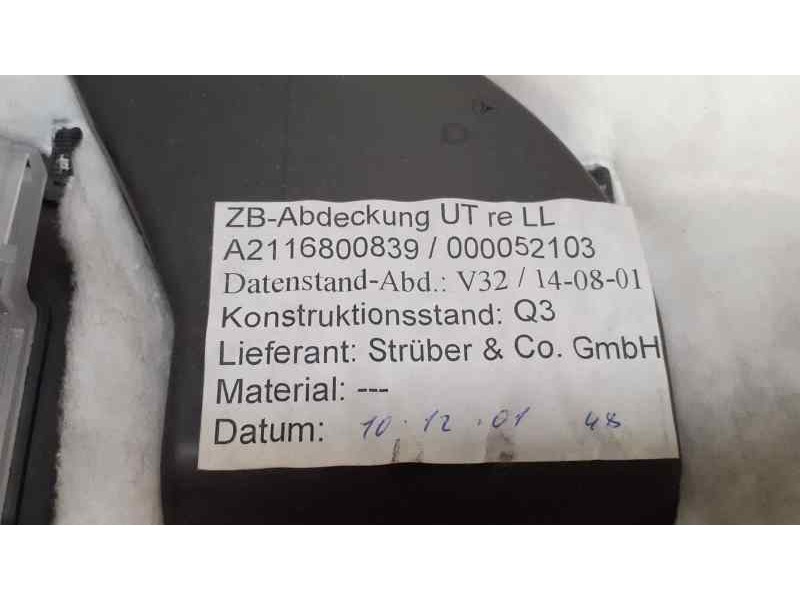 ZB-Abdeckung UT re LL
A2116800839 / 000052103
Datenstand-Abd.: V32 / 14-08-01
Konstruktionsstand: Q3
Lieferant: Strüber & Co. GmbH
Material: ---
Datum: 10.12.01 48